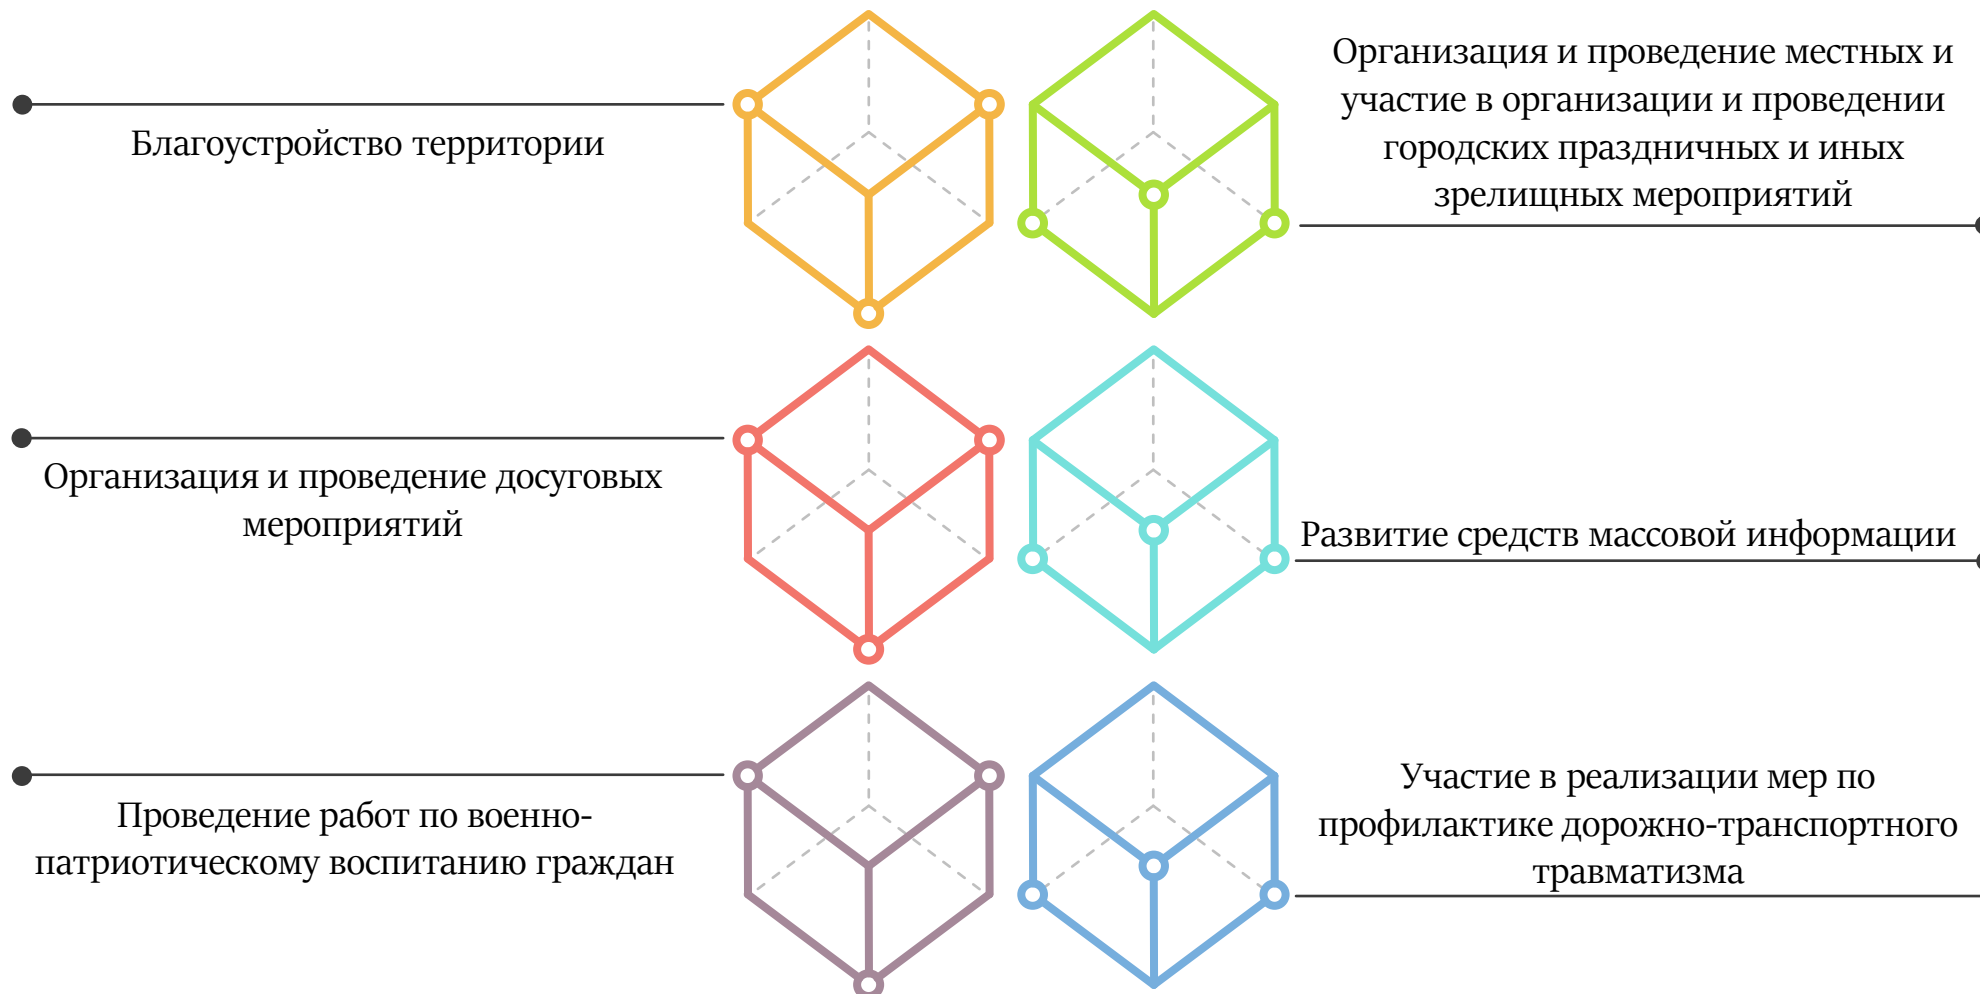 Благоустройство территории
Организация и проведение местных и
участие в организации и проведении
городских праздничных и иных
зрелищных мероприятий
Организация и проведение досуговых
мероприятий
Развитие средств массовой информации
Проведение работ по военно-
патриотическому воспитанию граждан
Участие в реализации мер по
профилактике дорожно-транспортного
травматизма